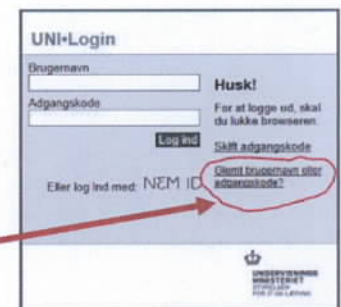 UNI•Login
Brugernavn
Adgangskode
Log ind
Eller log ind med: NEM ID
Husk!
For at logge ud, skal
du lukke browseren.
Skift adgangskode
Glemt brugernavn eller
adgangskode?
UNDERVISNINGS
MINISTERIET